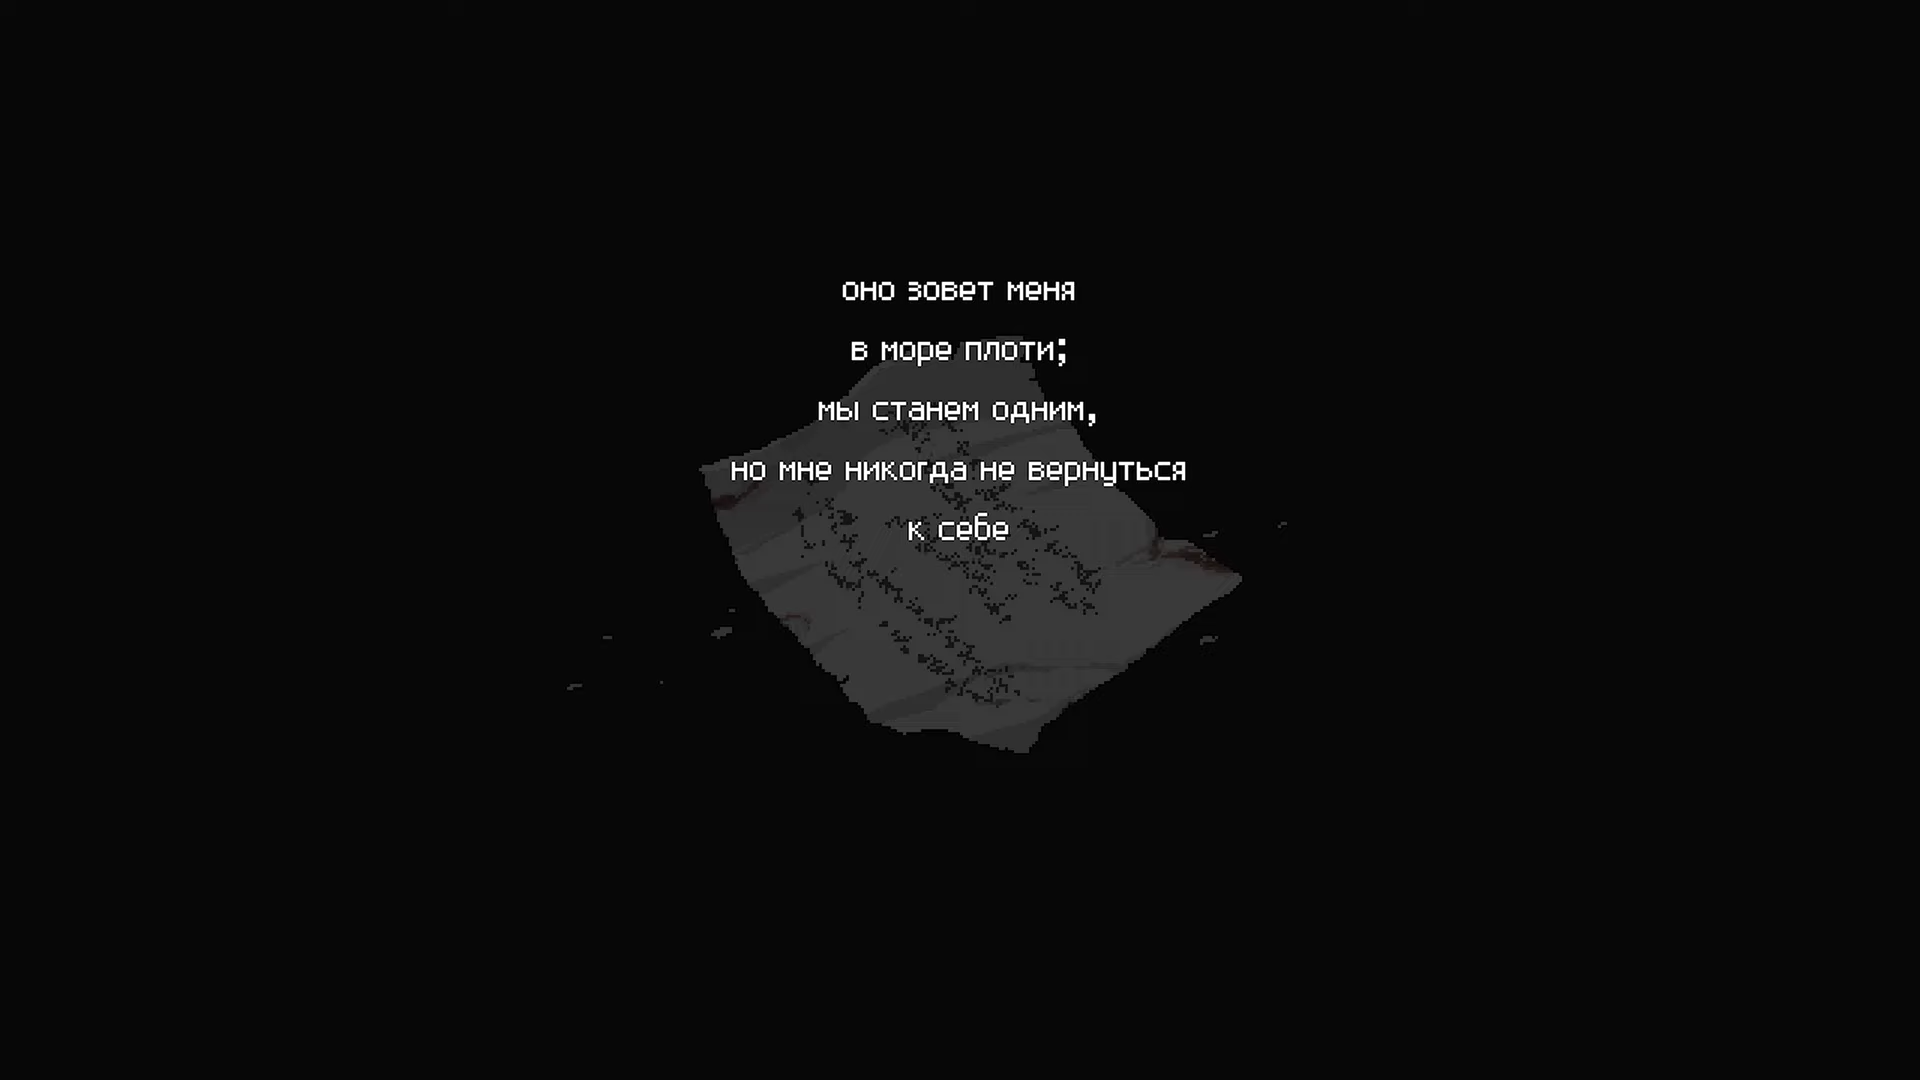 оно зовет меня
в море плоти;
мы станем одним,
но мне никогда не вернуться
к себе